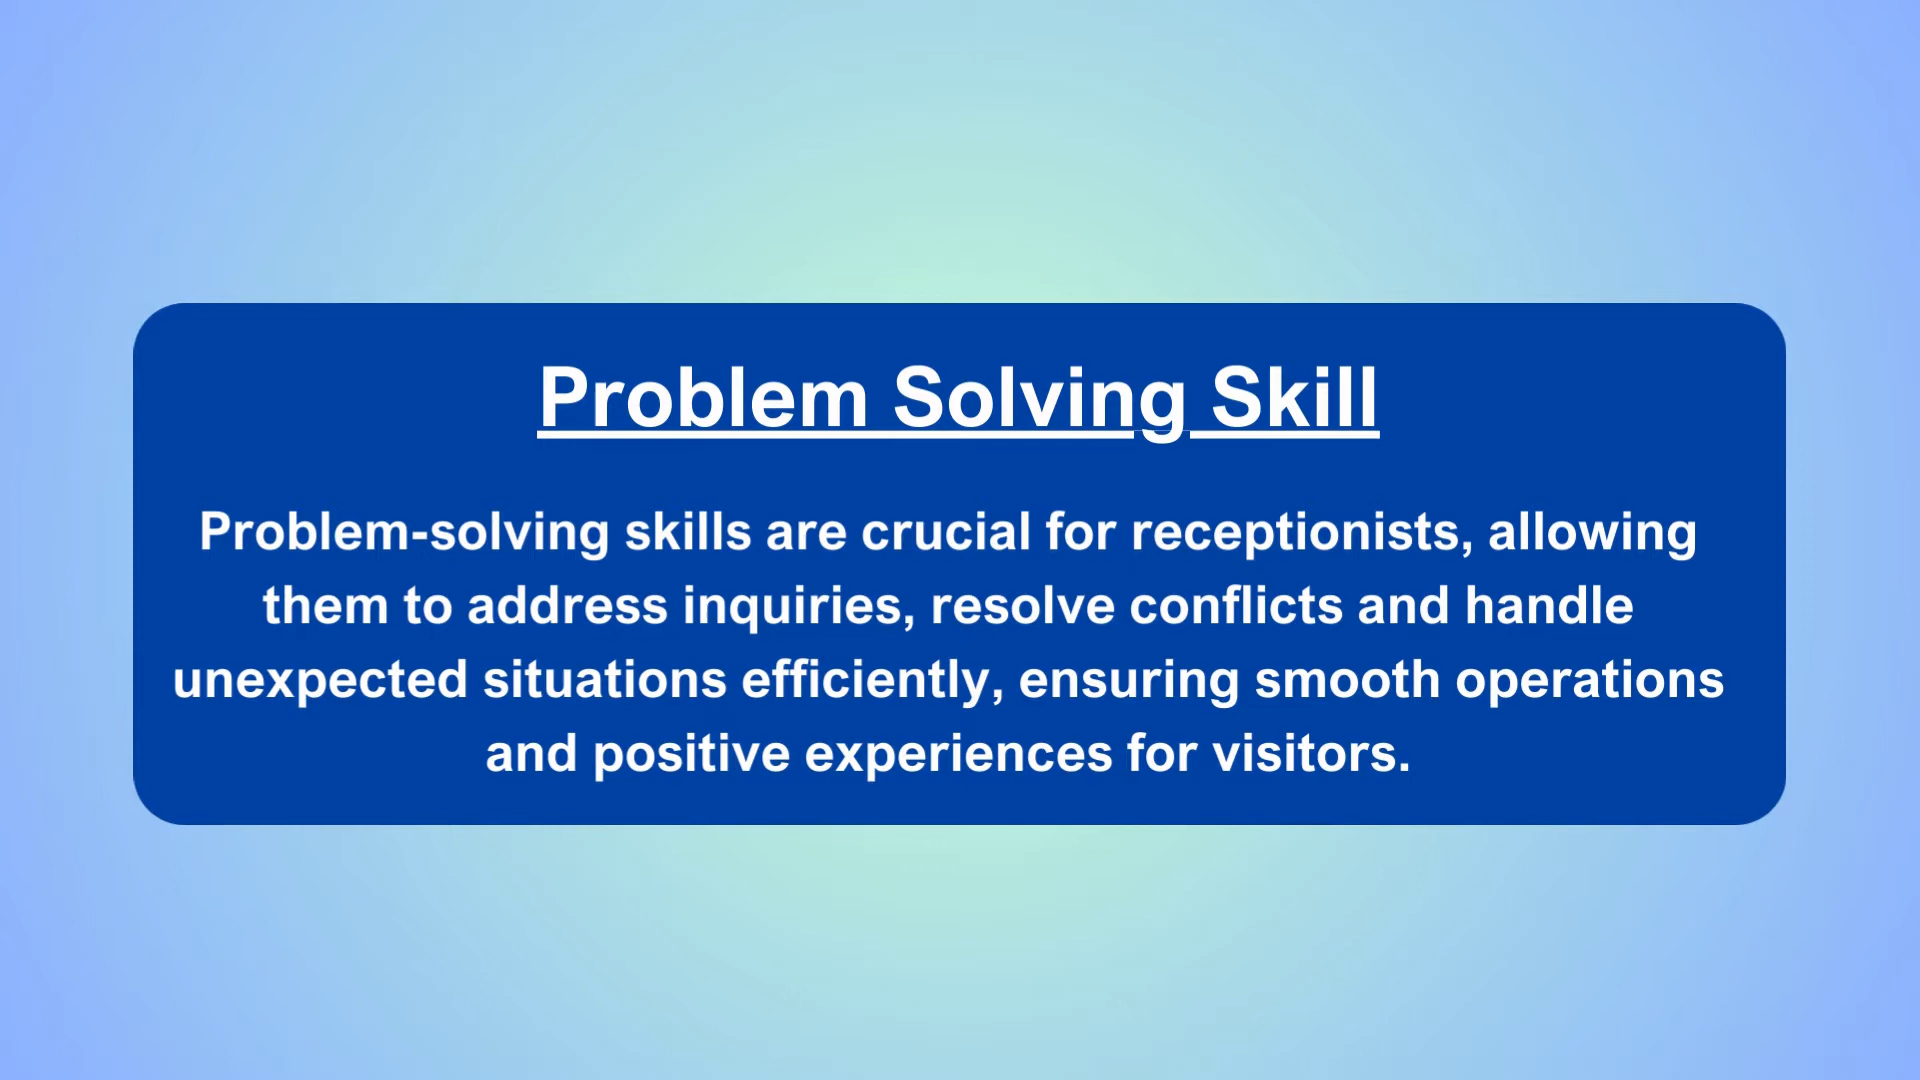 Problem Solving Skill
Problem-solving skills are crucial for receptionists, allowing
them to address inquiries, resolve conflicts and handle
unexpected situations efficiently, ensuring smooth operations
and positive experiences for visitors.